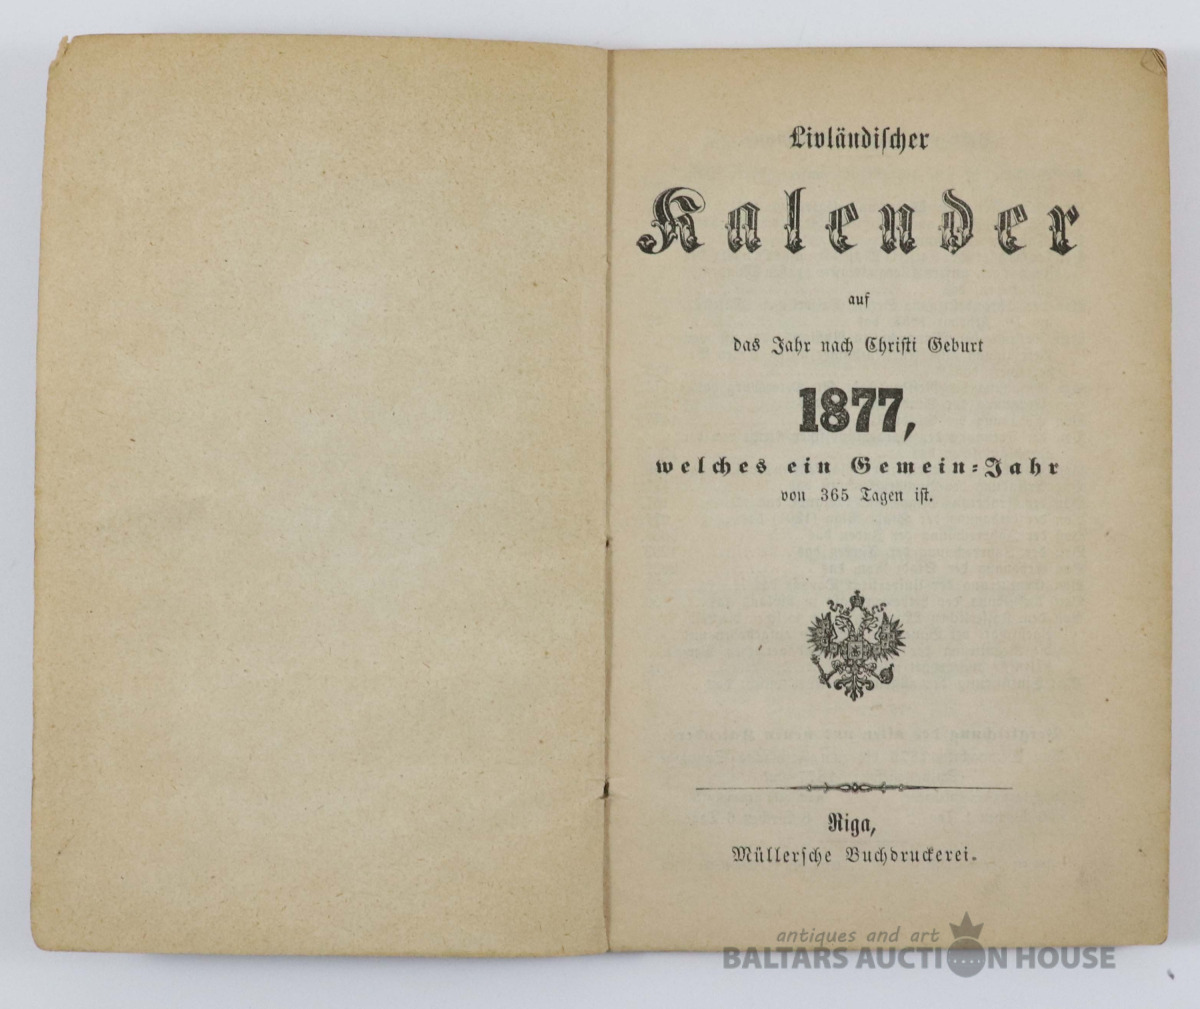 Livländischer
Kalender
auf
das Jahr nach Christi Geburt
1877,
welches ein Gemein-Jahr
von 365 Tagen ist.
Riga,
Müllersche Buchdruckerei.
antiques and art
BALTARS AUCTION HOUSE